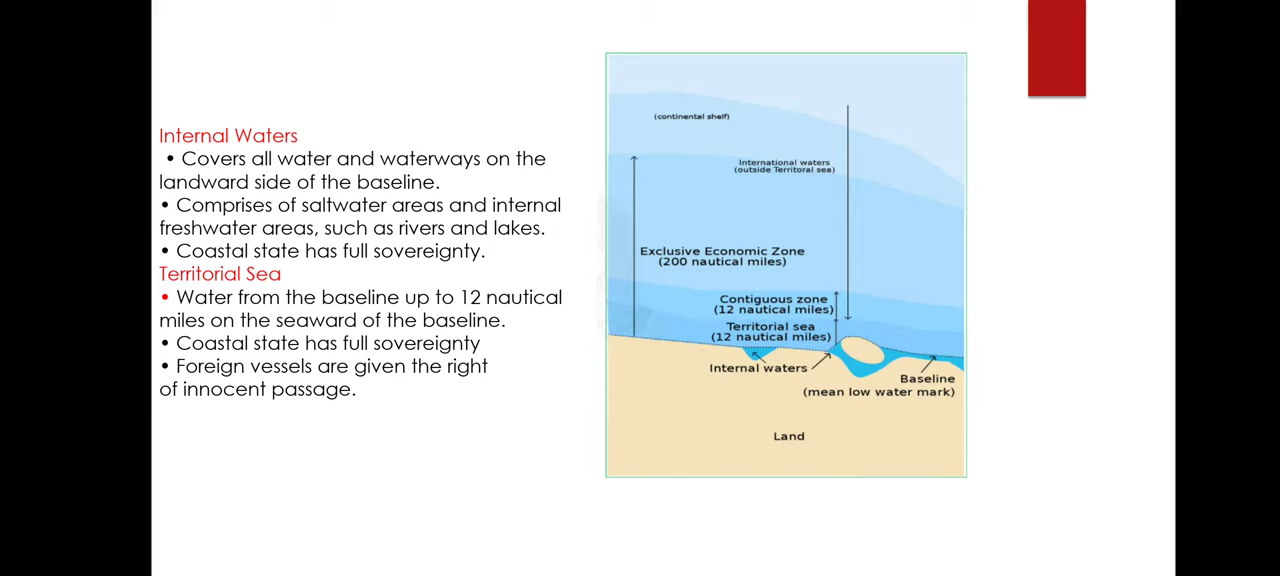 Internal Waters
• Covers all water and waterways on the
landward side of the baseline.
• Comprises of saltwater areas and internal
freshwater areas, such as rivers and lakes.
• Coastal state has full sovereignty.
Territorial Sea
• Water from the baseline up to 12 nautical
miles on the seaward of the baseline.
• Coastal state has full sovereignty
• Foreign vessels are given the right
of innocent passage.
(continental shelf)
International waters
(outside Territoral sea)
Exclusive Economic Zone
(200 nautical miles)
Contiguous zone
(12 nautical miles)
Territorial sea
(12 nautical miles)
Internal waters
Baseline
(mean low water mark)
Land